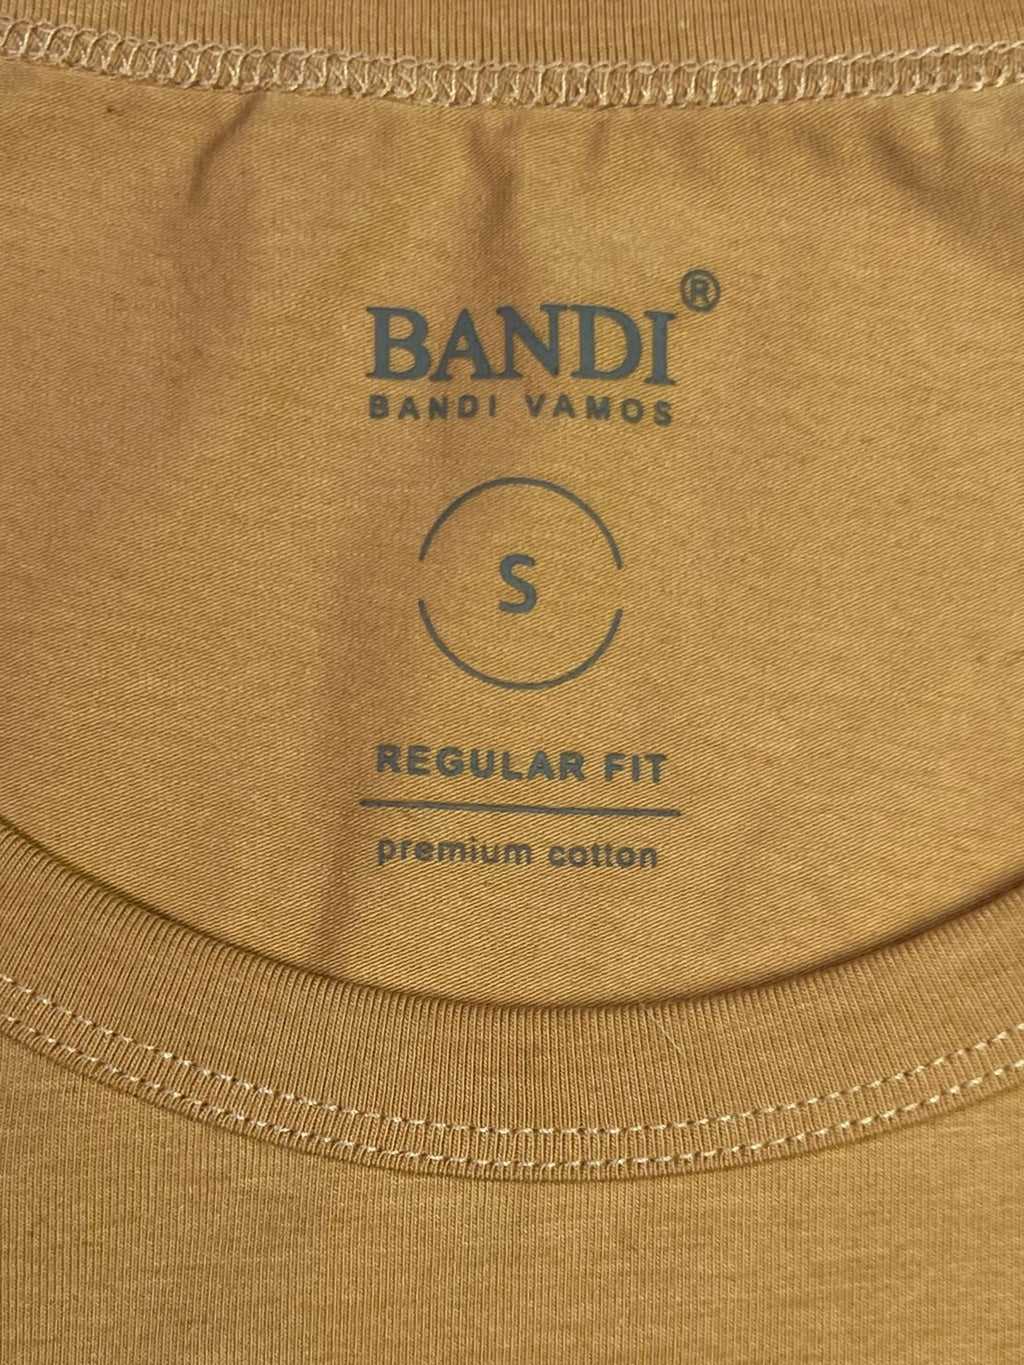 BANDI®
BANDI VAMOS
S
REGULAR FIT
premium cotton